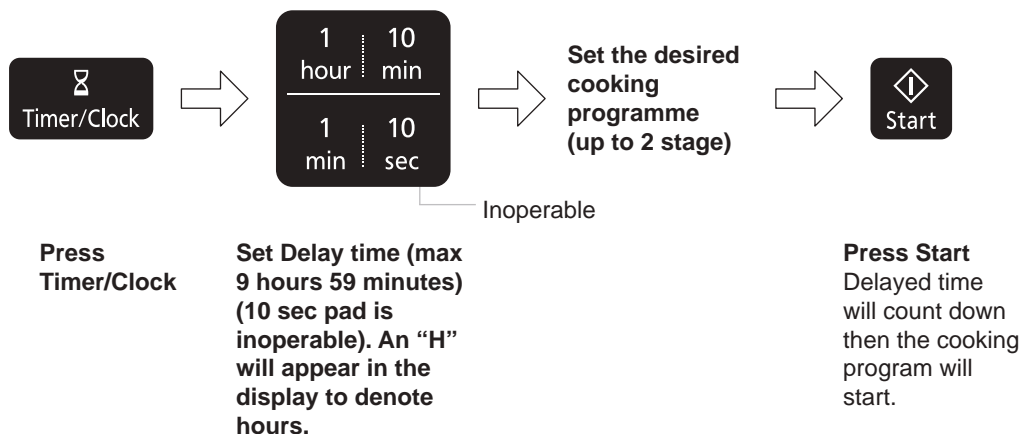 Timer/Clock
1 hour
10 min
1 min
10 sec
Inoperable
Set the desired
cooking
programme
(up to 2 stage)
Start
Press
Timer/Clock
Set Delay time (max
9 hours 59 minutes)
(10 sec pad is
inoperable). An “H”
will appear in the
display to denote
hours.
Press Start
Delayed time
will count down
then the cooking
program will
start.